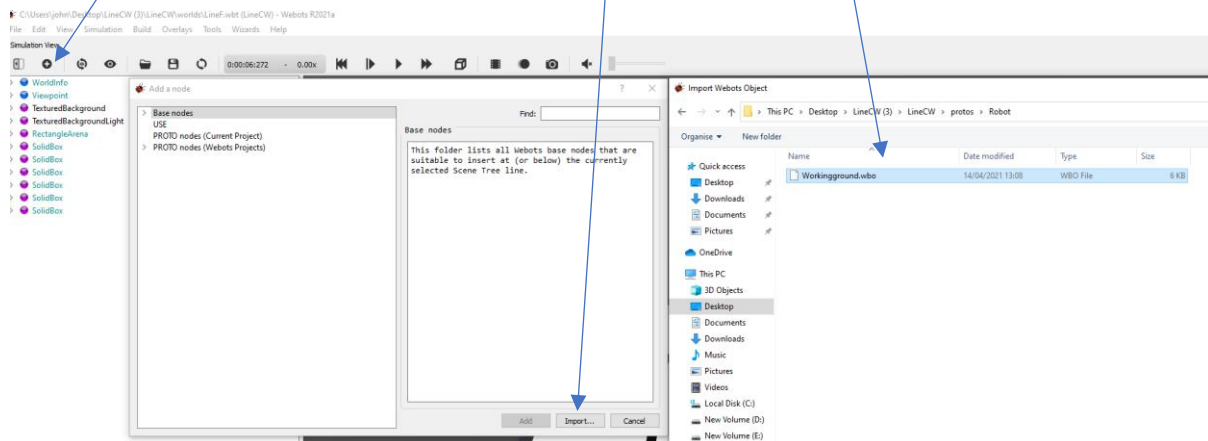 C:\Users\john\Desktop\LineCW (3)\LineCW\worlds\LineF.wbt (LineCW) - Webots R2021a
File Edit View Simulation Build Overlays Tools Wizards Help
Simulation View
0:00:06:272 - 0.00x
WorldInfo
Viewpoint
TexturedBackground
TexturedBackgroundLight
RectangleArena
SolidBox
SolidBox
SolidBox
SolidBox
SolidBox
SolidBox
Add a node
? ×
Base nodes
USE
PROTO nodes (Current Project)
PROTO nodes (Webots Projects)
Find:
Base nodes
This folder lists all Webots base nodes that are
suitable to insert at (or below) the currently
selected Scene Tree line.
Add Import... Cancel
Import Webots Object
This PC > Desktop > LineCW (3) > LineCW > protos > Robot
Organise New folder
Name Date modified Type Size
Workingground.wbo 14/04/2021 13:08 WBO File 6 KB
Quick access
Desktop
Downloads
Documents
Pictures
OneDrive
This PC
3D Objects
Desktop
Documents
Downloads
Music
Pictures
Videos
Local Disk (C:)
New Volume (D:)
New Volume (E:)